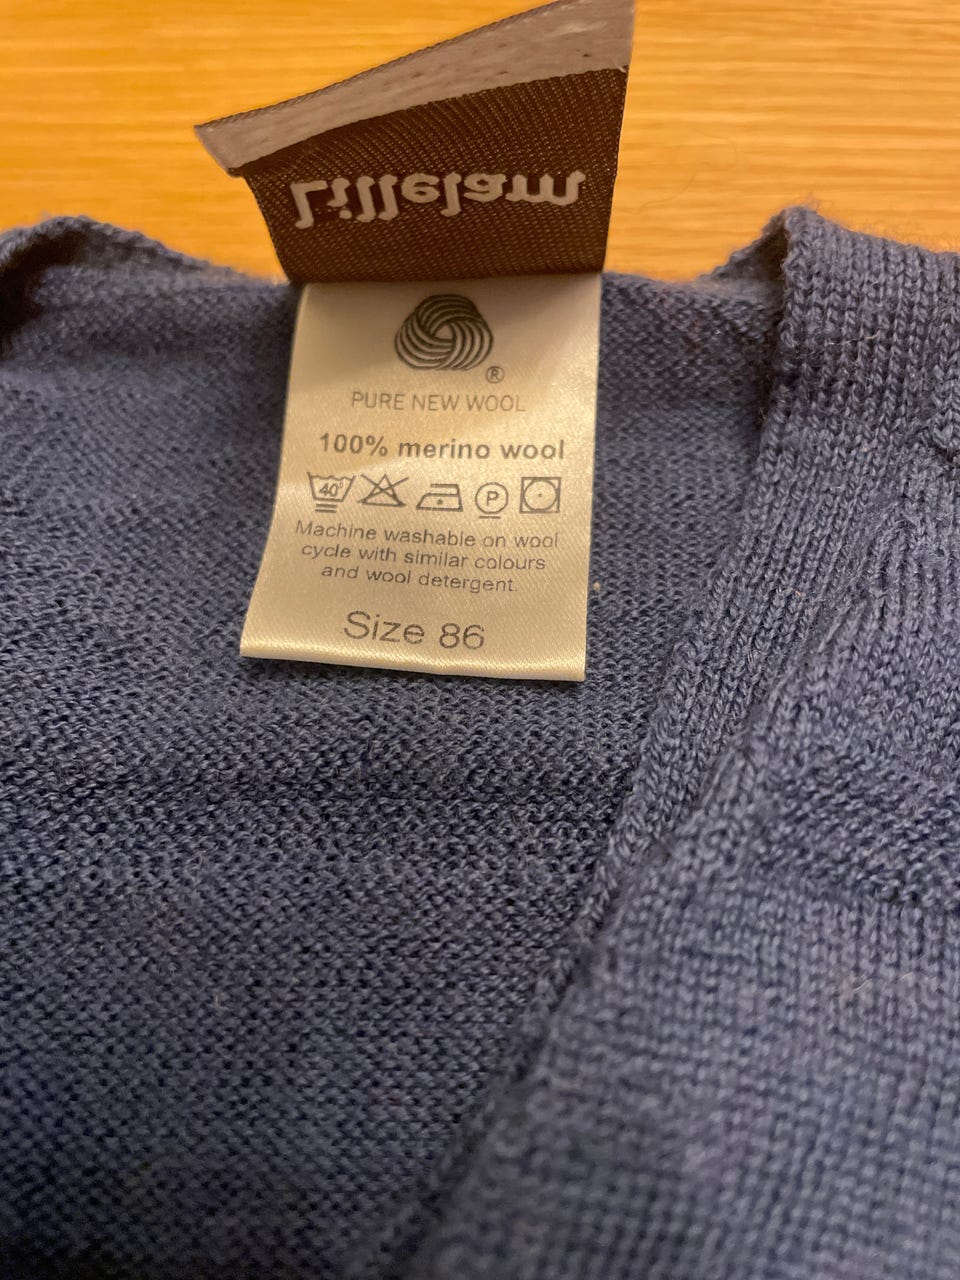 Lillelam
®
PURE NEW WOOL
100% merino wool
40° P
Machine washable on wool
cycle with similar colours
and wool detergent.
Size 86